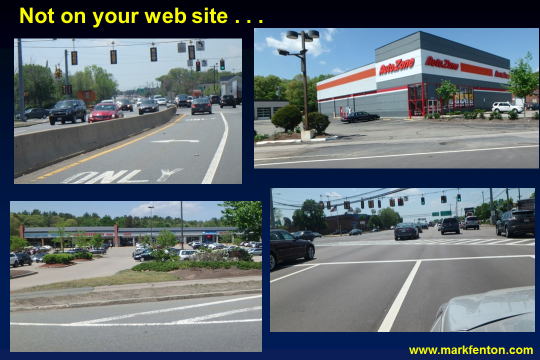 Not on your web site . . .
AutoZone
AutoZone
ONLY
www.markfenton.com